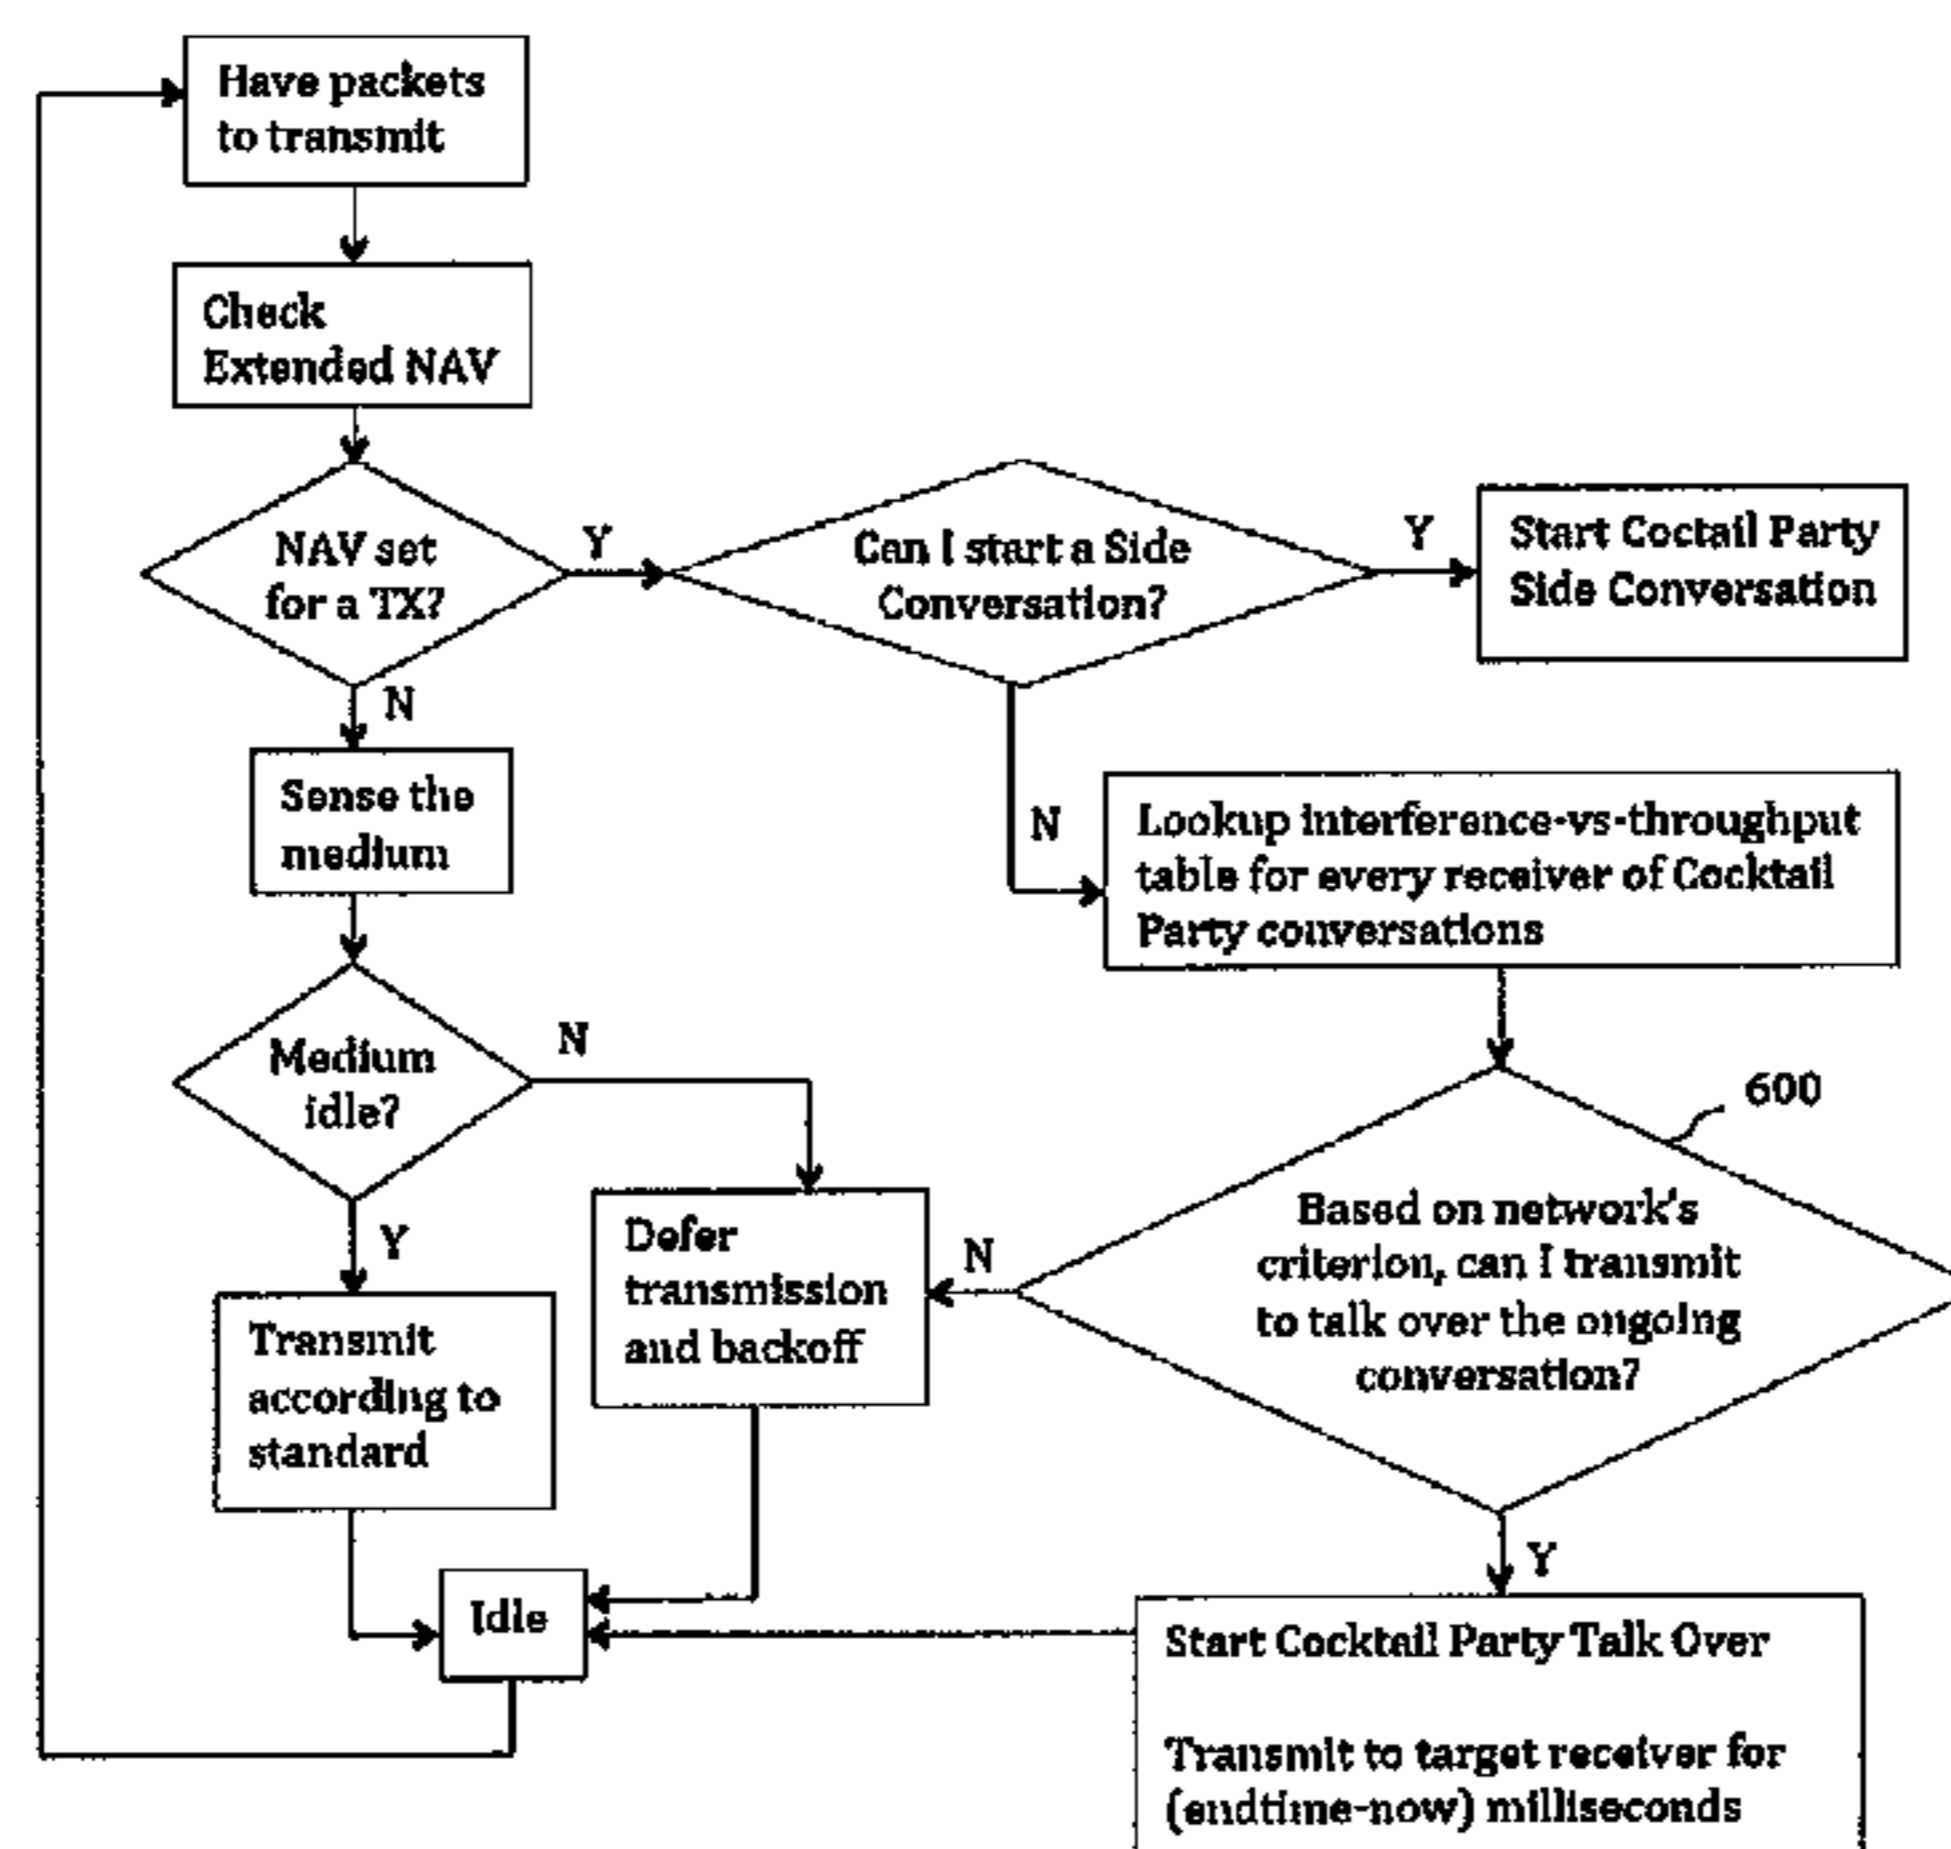 Have packets
to transmit
Check
Extended NAV
NAV set
for a TX?
Y
Can I start a Side
Conversation?
Y
Start Coctail Party
Side Conversation
N
Sense the
medium
N
Lookup interference-vs-throughput
table for every receiver of Cocktail
Party conversations
Medium
idle?
N
600
Based on network's
criterion, can I transmit
to talk over the ongoing
conversation?
N
Defer
transmission
and backoff
Y
Transmit
according to
standard
Y
Idle
Start Cocktail Party Talk Over
Transmit to target receiver for
(endtime-now) milliseconds